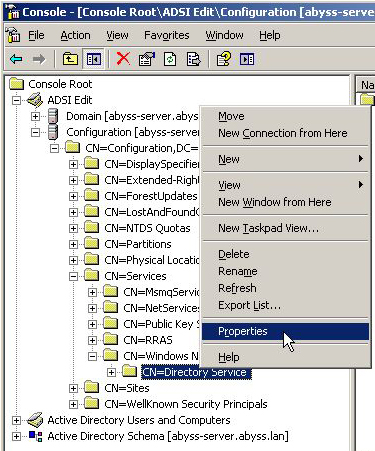 Console - [Console Root\ADSI Edit\Configuration [abyss-server
File Action View Favorites Window Help
Console Root
ADSI Edit
Domain [abyss-server.abys
Configuration [abyss-server
CN=Configuration,DC=
CN=DisplaySpecifier
CN=Extended-Right
CN=ForestUpdates
CN=LostAndFoundC
CN=NTDS Quotas
CN=Partitions
CN=Physical Locatio
CN=Services
CN=MsmqServic
CN=NetServices
CN=Public Key S
CN=RRAS
CN=Windows N
CN=Directory Service
CN=Sites
CN=WellKnown Security Principals
Active Directory Users and Computers
Active Directory Schema [abyss-server.abyss.lan]
Na
Move
New Connection from Here
New
View
New Window from Here
New Taskpad View...
Delete
Rename
Refresh
Export List...
Properties
Help